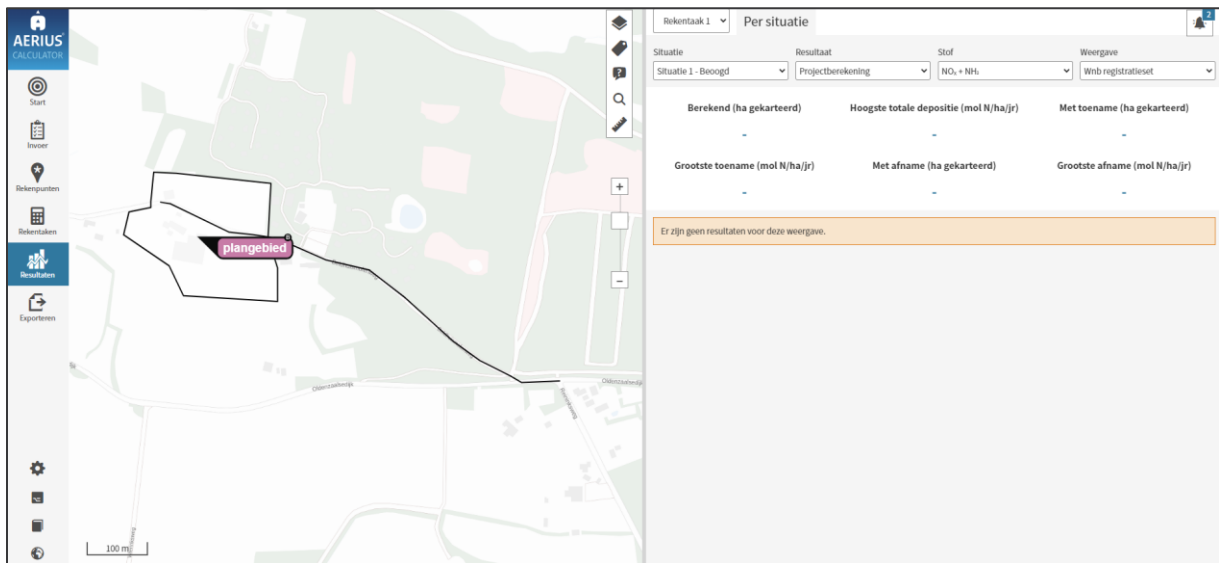 AERIUS
CALCULATOR
Start
Invoer
Rekenpunten
Rekentaken
Resultaten
Exporteren
plangebied
Oldenzaalsedijk
100 m
Rekentaak 1
Per situatie
2
Situatie
Resultaat
Stof
Weergave
Situatie 1 - Beoogd
Projectberekening
NOₓ + NH₃
Wnb registratieset
Berekend (ha gekarteerd)
Hoogste totale depositie (mol N/ha/jr)
Met toename (ha gekarteerd)
-
-
-
Grootste toename (mol N/ha/jr)
Met afname (ha gekarteerd)
Grootste afname (mol N/ha/jr)
-
-
-
Er zijn geen resultaten voor deze weergave.